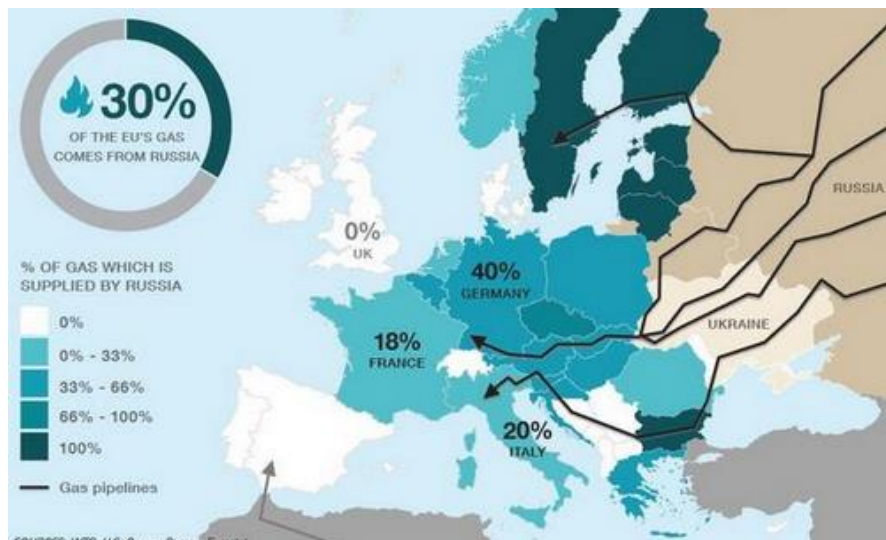 30%
OF THE EU'S GAS
COMES FROM RUSSIA
% OF GAS WHICH IS
SUPPLIED BY RUSSIA
0%
0% - 33%
33% - 66%
66% - 100%
100%
Gas pipelines
0%
UK
40%
GERMANY
18%
FRANCE
20%
ITALY
UKRAINE
RUSSIA